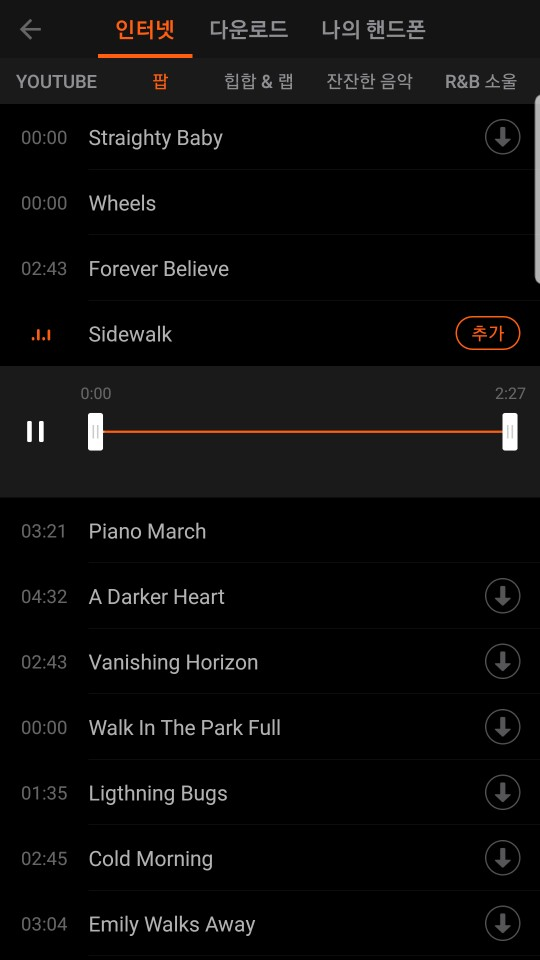 인터넷 다운로드 나의 핸드폰
YOUTUBE 팝 힙합 & 랩 잔잔한 음악 R&B 소울
00:00 Straighty Baby
00:00 Wheels
02:43 Forever Believe
Sidewalk 추가
0:00 2:27
03:21 Piano March
04:32 A Darker Heart
02:43 Vanishing Horizon
00:00 Walk In The Park Full
01:35 Ligthning Bugs
02:45 Cold Morning
03:04 Emily Walks Away